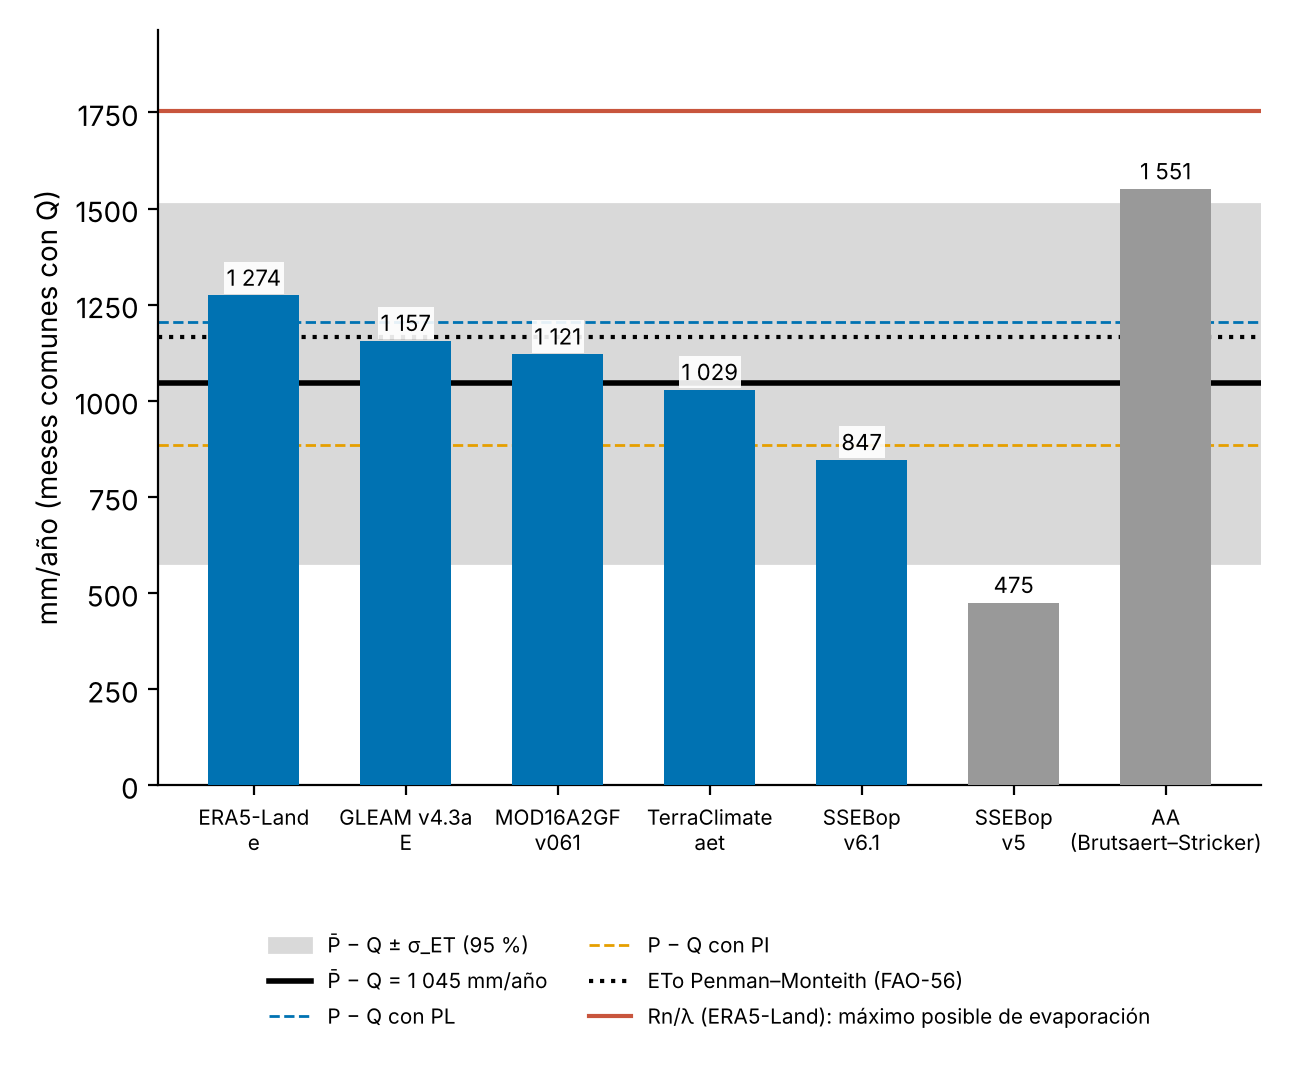 mm/año (meses comunes con Q)
1750
1500
1250
1000
750
500
250
0
1 274
1 157
1 121
1 029
847
475
1 551
ERA5-Land
e
GLEAM v4.3a
E
MOD16A2GF
v061
TerraClimate
aet
SSEBop
v6.1
SSEBop
v5
AA
(Brutsaert–Stricker)
P̄ − Q ± σ_ET (95 %)
P̄ − Q = 1 045 mm/año
P − Q con PL
P − Q con PI
ETo Penman–Monteith (FAO-56)
Rn/λ (ERA5-Land): máximo posible de evaporación